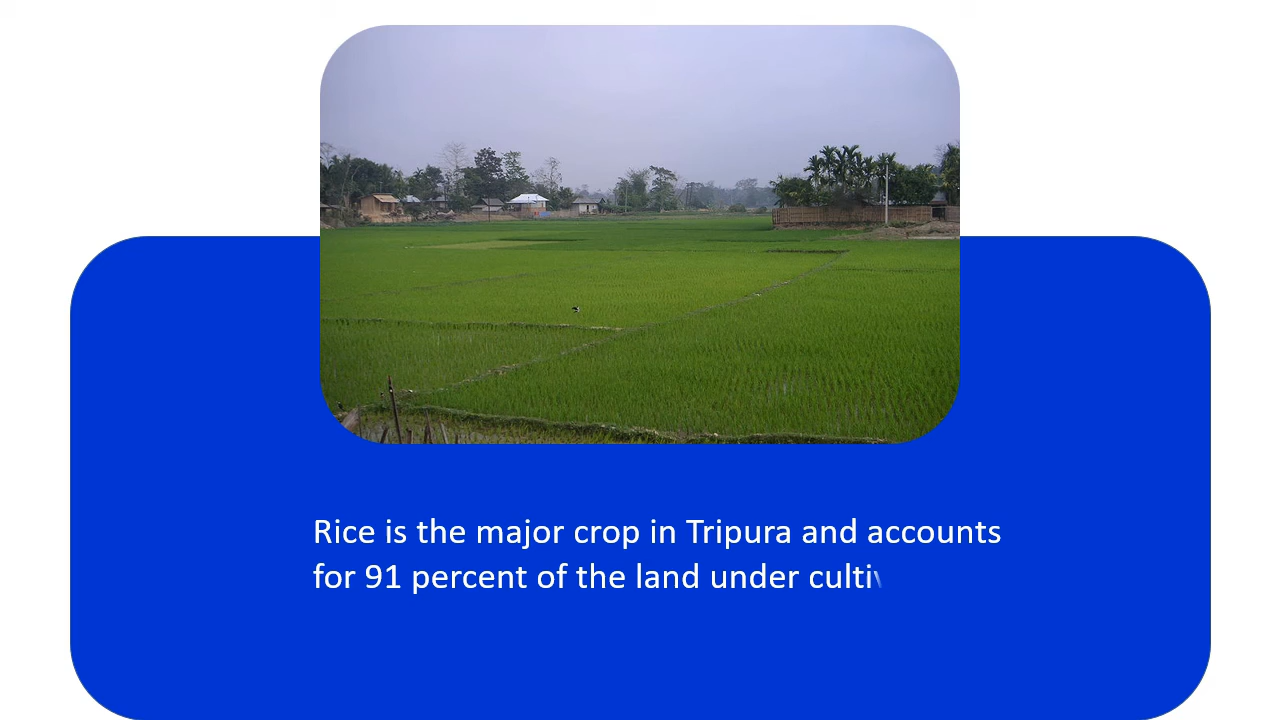 Rice is the major crop in Tripura and accounts
for 91 percent of the land under culti